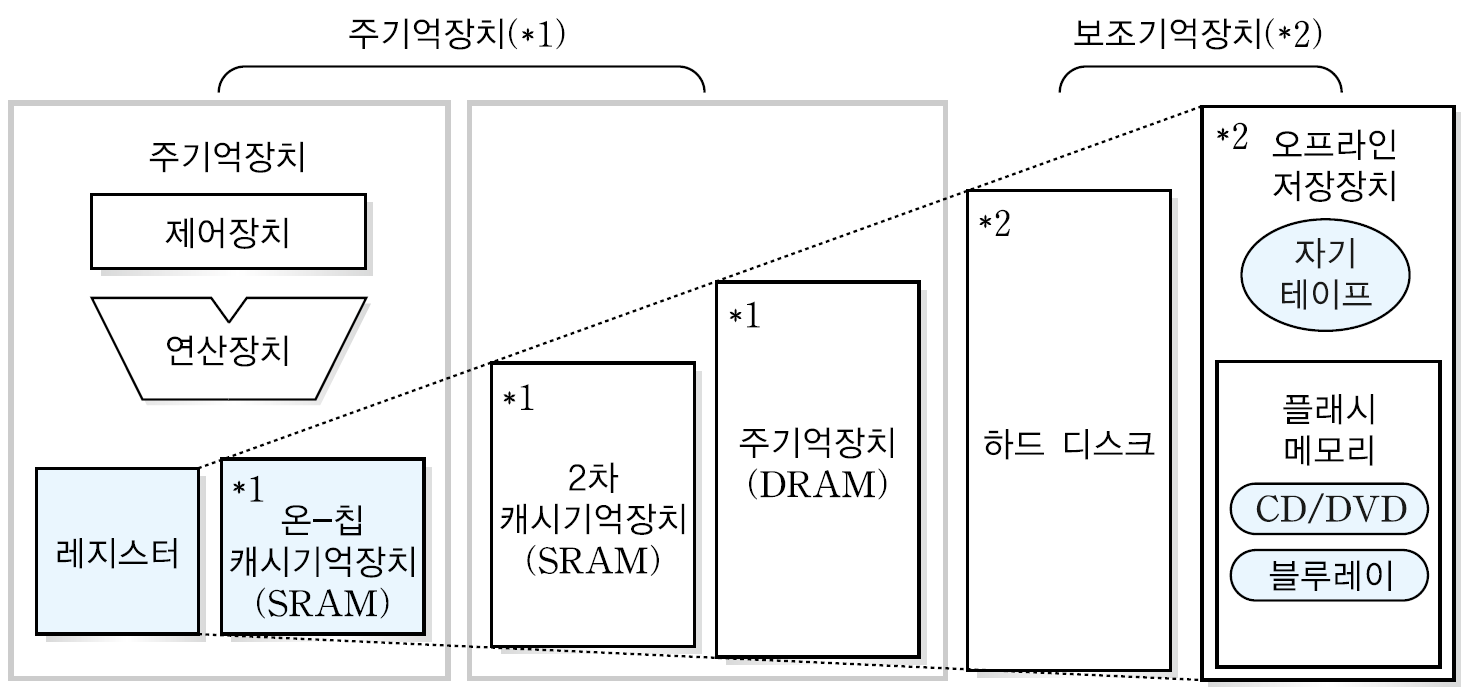 주기억장치(*1)
보조기억장치(*2)
주기억장치
제어장치
연산장치
레지스터
*1
온-칩
캐시기억장치
(SRAM)
*1
2차
캐시기억장치
(SRAM)
*1
주기억장치
(DRAM)
*2
하드 디스크
*2 오프라인
저장장치
자기
테이프
플래시
메모리
CD/DVD
블루레이